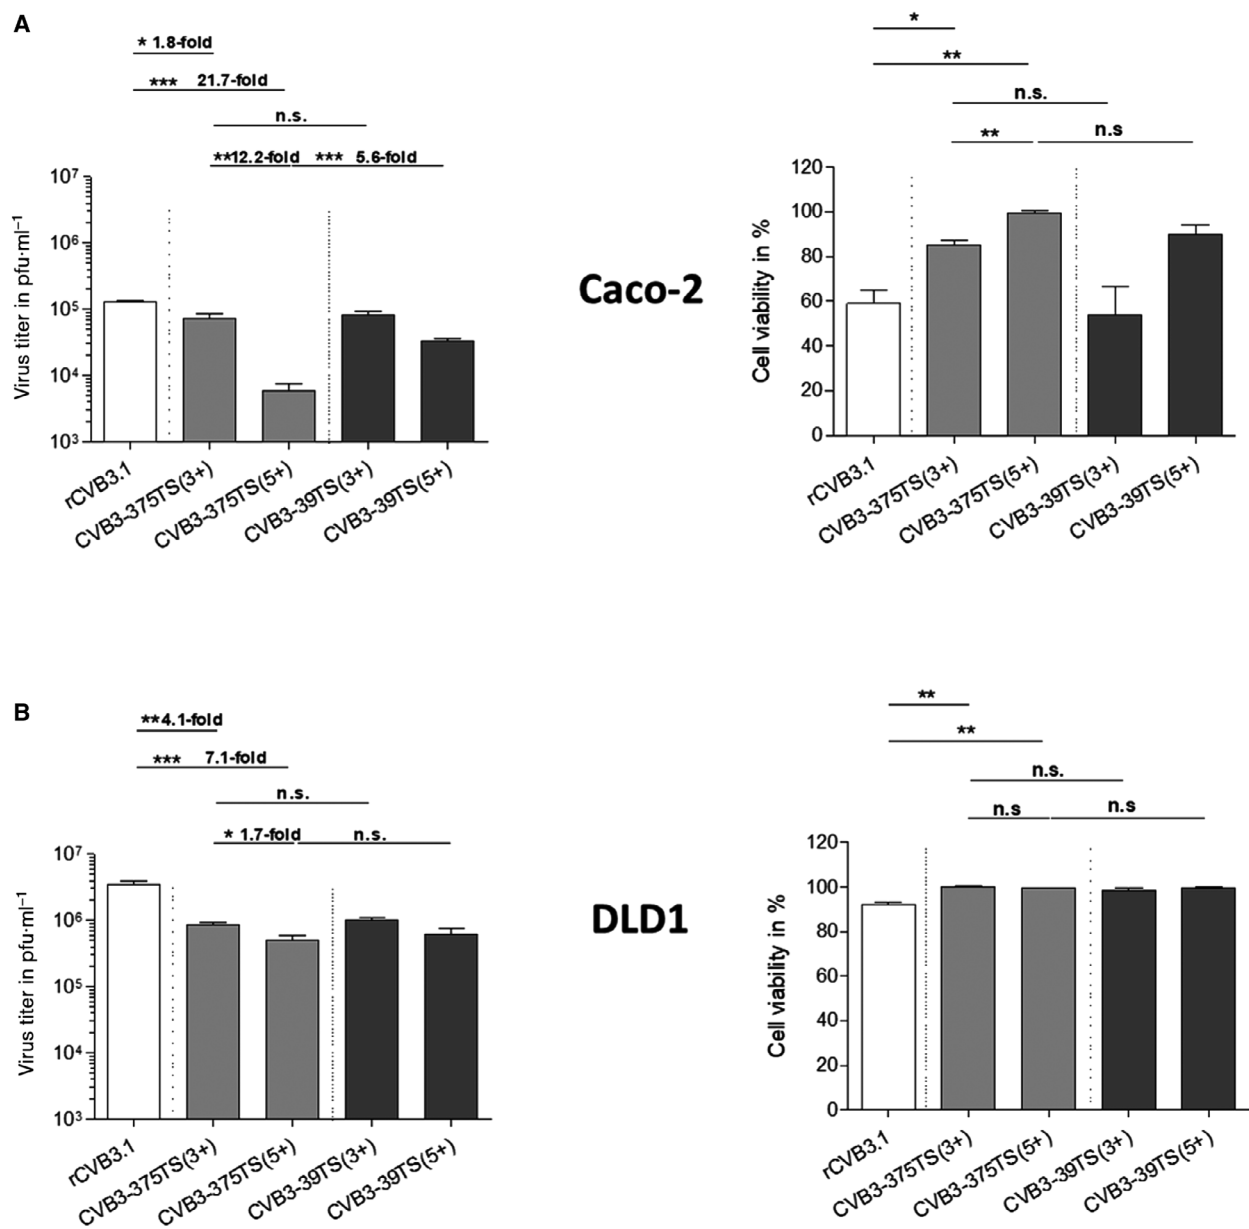 A
* 1.8-fold
*** 21.7-fold
n.s.
**12.2-fold *** 5.6-fold
10⁷
10⁶
10⁵
10⁴
10³
Virus titer in pfu·ml⁻¹
rCVB3.1
CVB3-375TS(3+)
CVB3-375TS(5+)
CVB3-39TS(3+)
CVB3-39TS(5+)
Caco-2
*
**
n.s.
** n.s
120
100
80
60
40
20
0
Cell viability in %
rCVB3.1
CVB3-375TS(3+)
CVB3-375TS(5+)
CVB3-39TS(3+)
CVB3-39TS(5+)
B
**4.1-fold
*** 7.1-fold
n.s.
* 1.7-fold n.s.
10⁷
10⁶
10⁵
10⁴
10³
Virus titer in pfu·ml⁻¹
rCVB3.1
CVB3-375TS(3+)
CVB3-375TS(5+)
CVB3-39TS(3+)
CVB3-39TS(5+)
DLD1
**
**
n.s.
n.s n.s
120
100
80
60
40
20
0
Cell viability in %
rCVB3.1
CVB3-375TS(3+)
CVB3-375TS(5+)
CVB3-39TS(3+)
CVB3-39TS(5+)